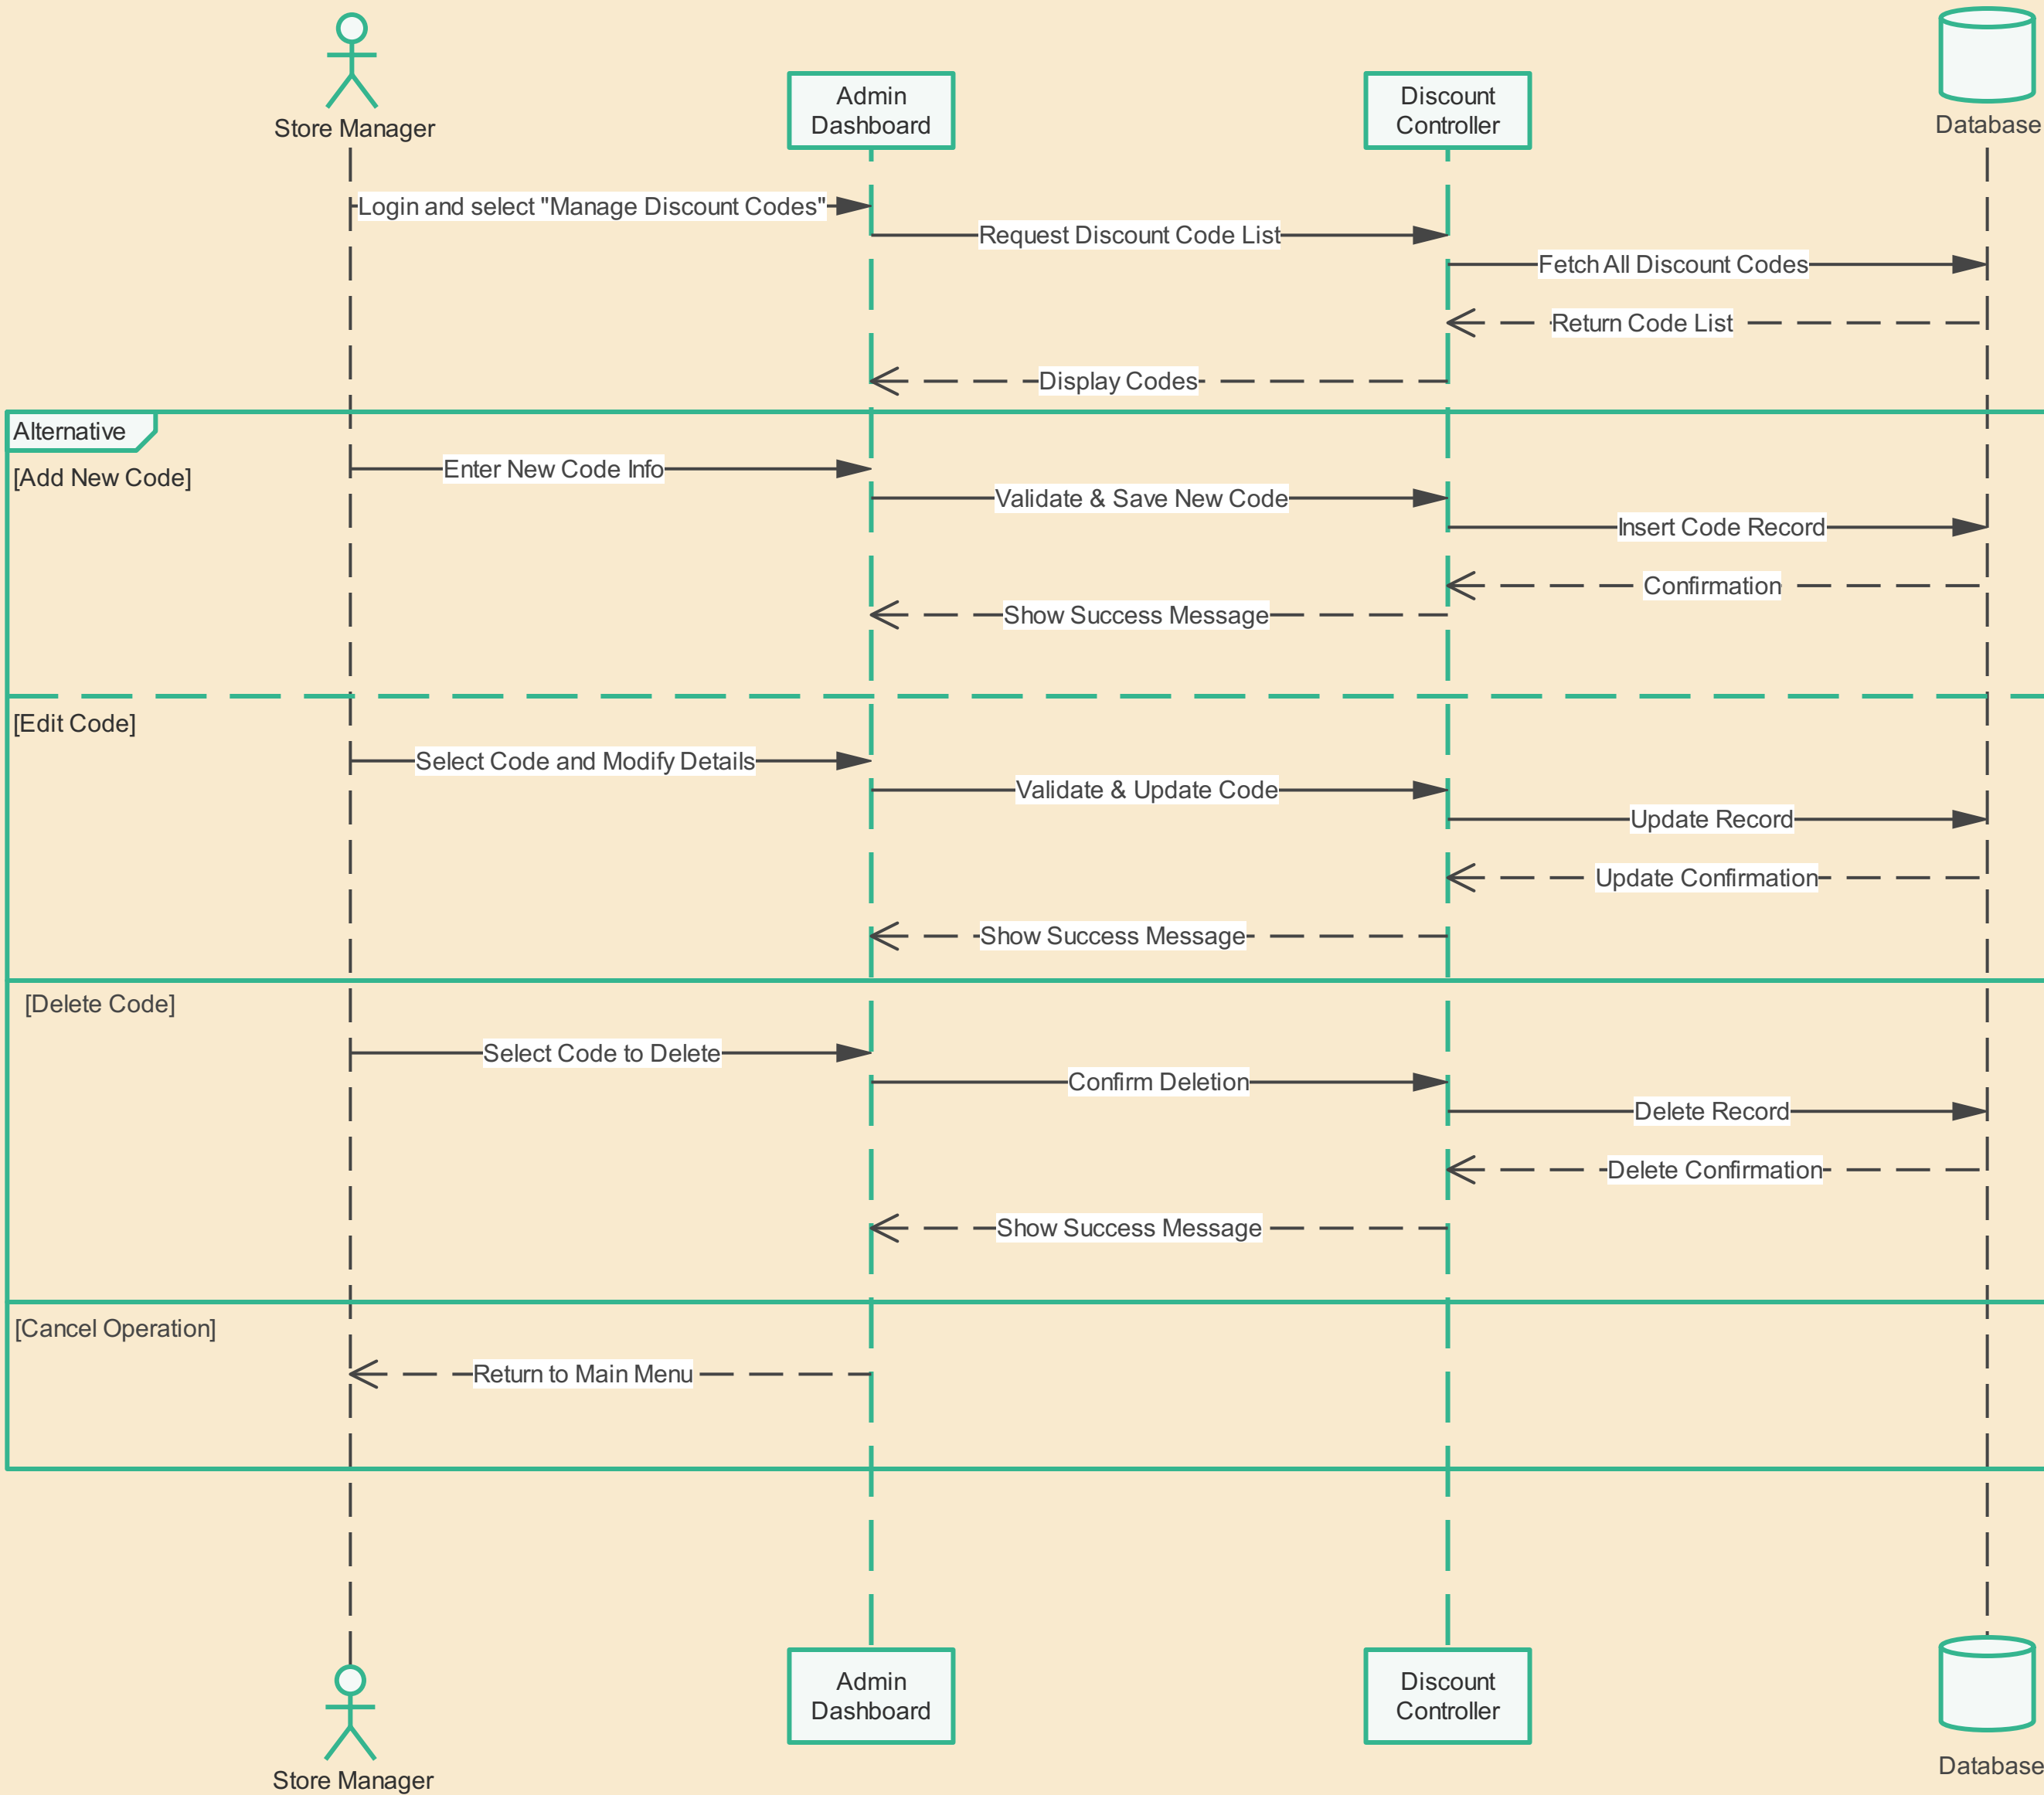 Store Manager
Admin
Dashboard
Discount
Controller
Database
Login and select "Manage Discount Codes"
Request Discount Code List
Fetch All Discount Codes
Return Code List
Display Codes
Alternative
[Add New Code]
Enter New Code Info
Validate & Save New Code
Insert Code Record
Confirmation
Show Success Message
[Edit Code]
Select Code and Modify Details
Validate & Update Code
Update Record
Update Confirmation
Show Success Message
[Delete Code]
Select Code to Delete
Confirm Deletion
Delete Record
Delete Confirmation
Show Success Message
[Cancel Operation]
Return to Main Menu
Store Manager
Admin
Dashboard
Discount
Controller
Database